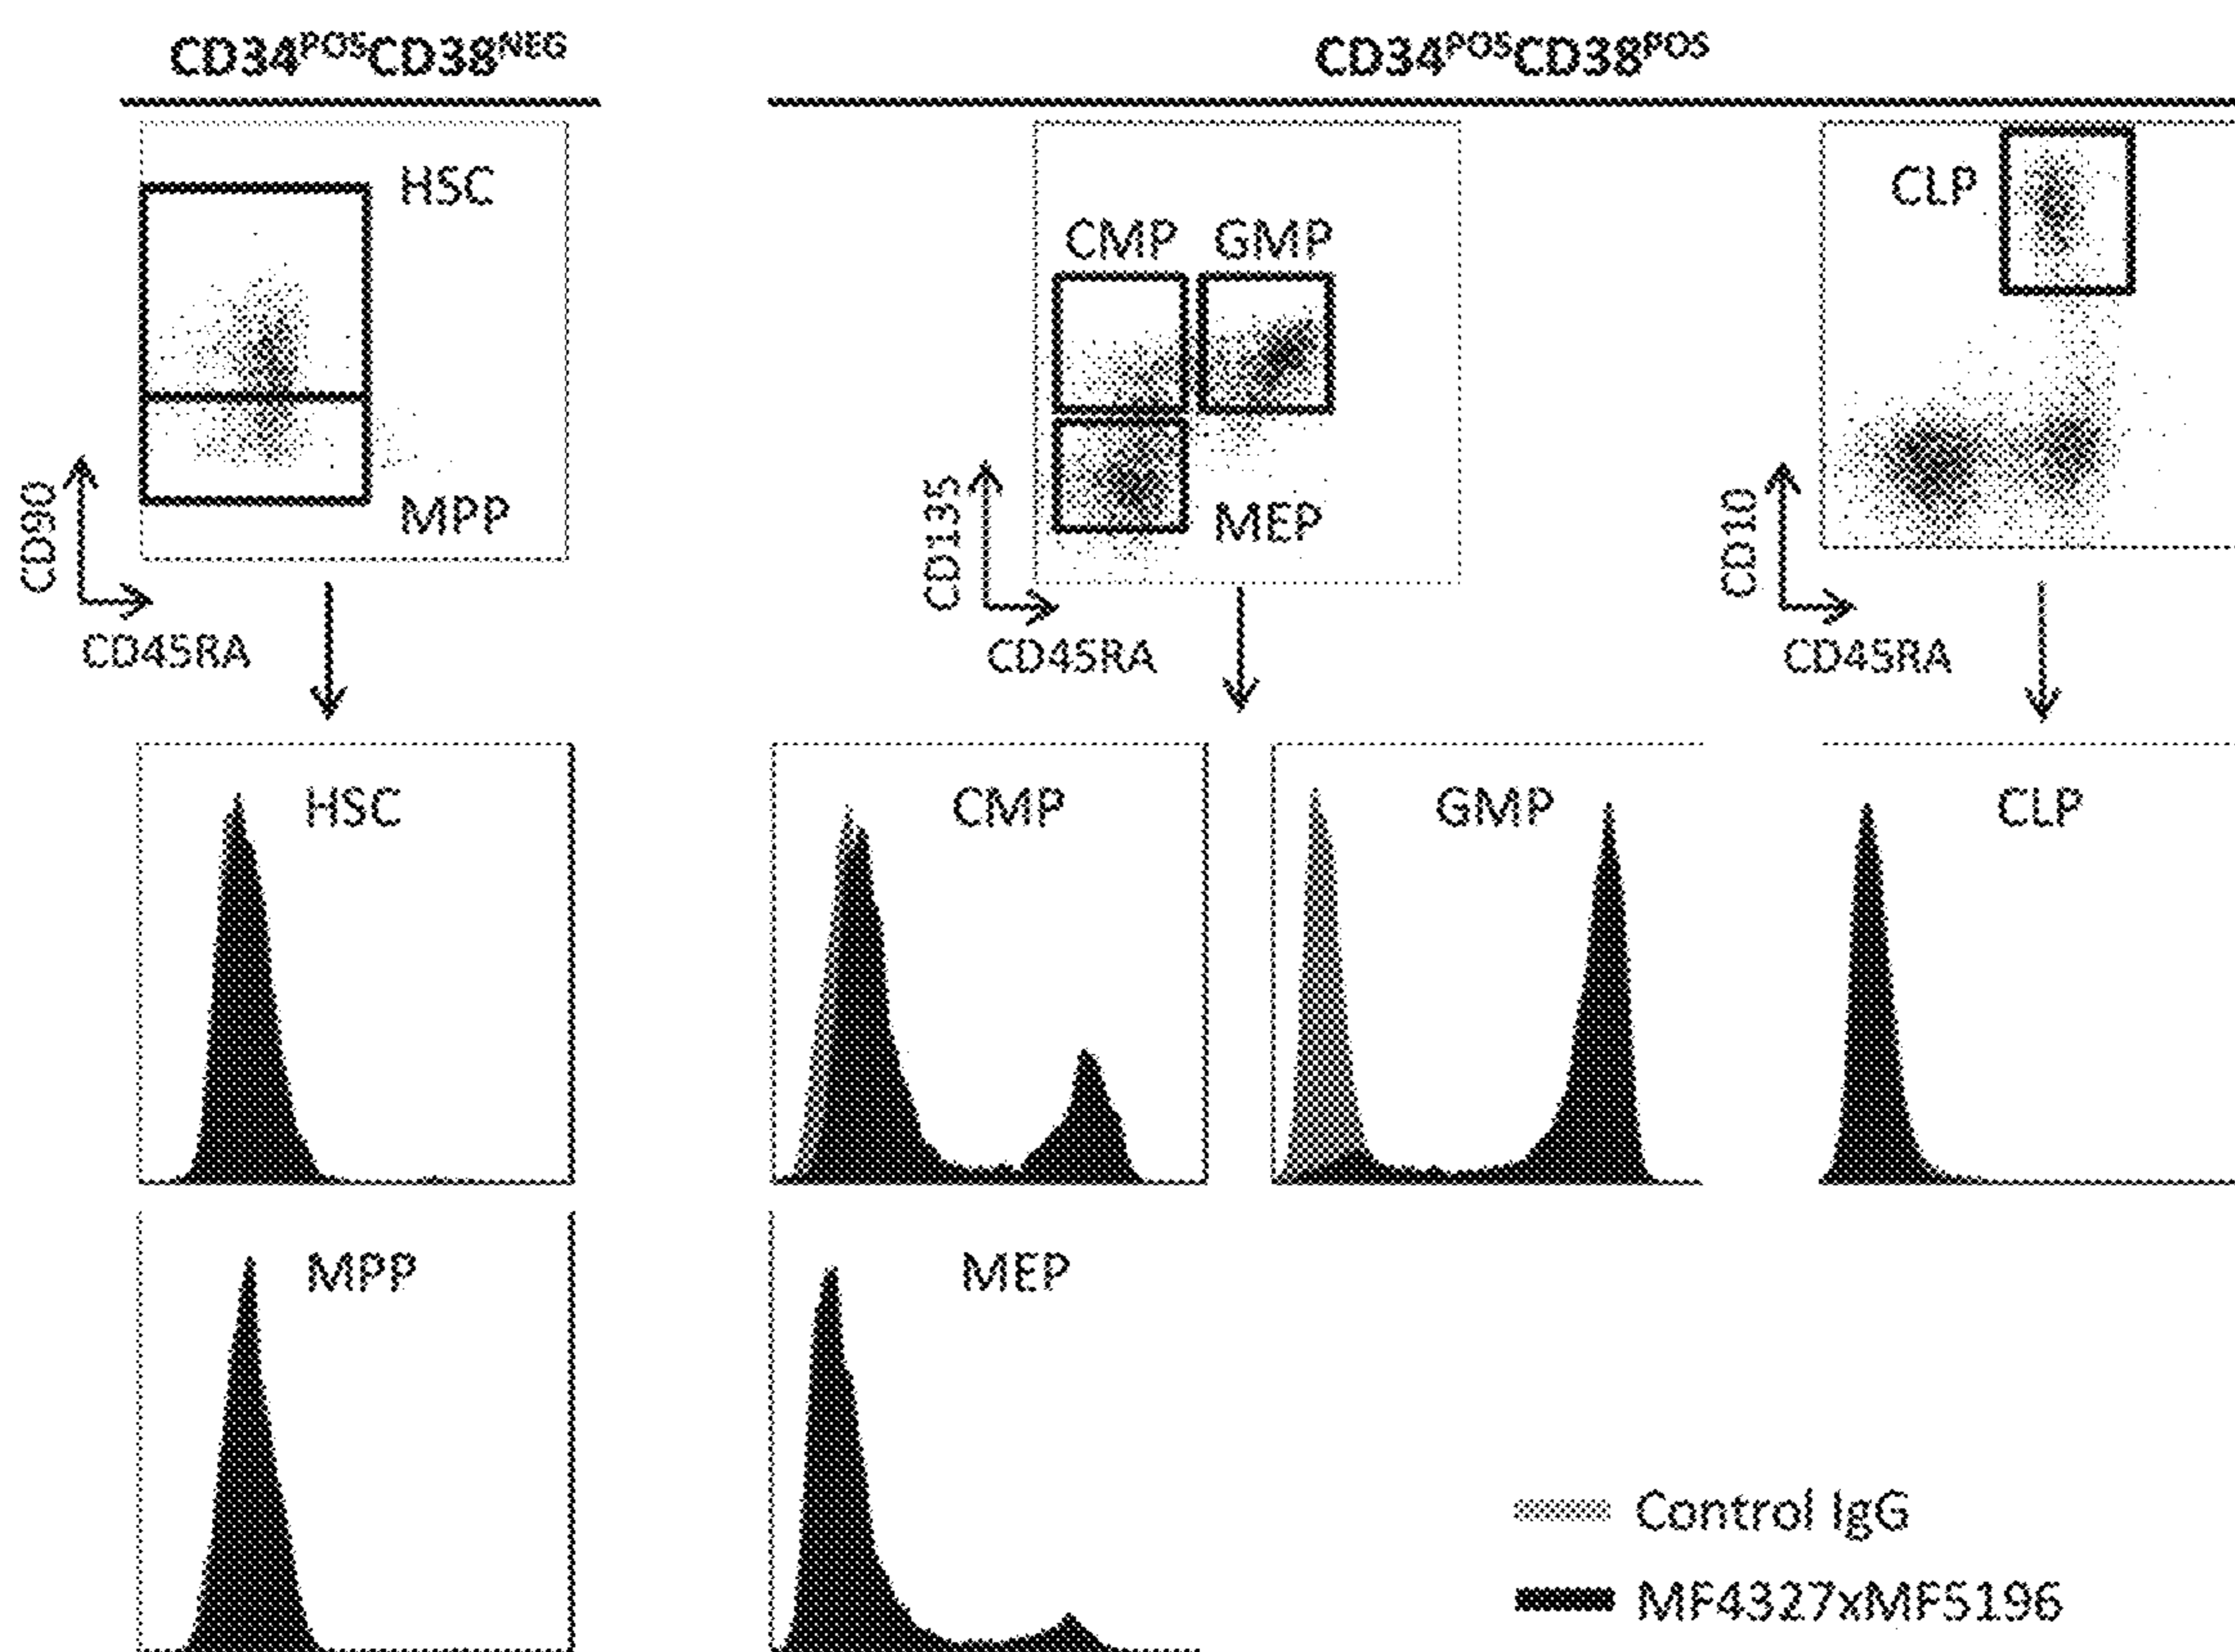 CD34POSCD38NEG
CD34POSCD38POS
HSC
MPP
CD90
CD45RA
CMP GMP
MEP
CD135
CD45RA
CLP
CD10
CD45RA
HSC
CMP
GMP
CLP
MPP
MEP
Control IgG
MF4327xMF5196